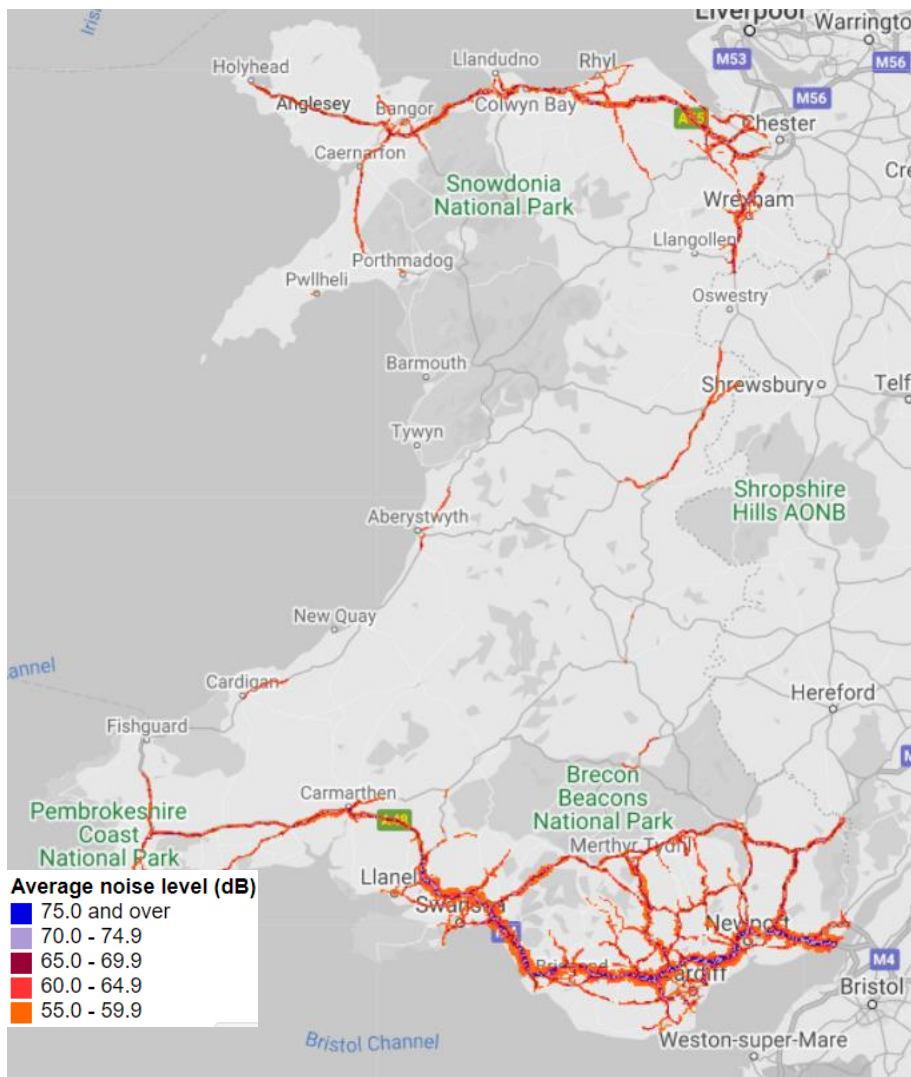 Irish
Liverpool
Warrington
M53
M56
Llandudno
Rhyl
Holyhead
Anglesey
Bangor
Colwyn Bay
M56
Chester
Caernarfon
Cre
Snowdonia
National Park
Wrexham
Llangollen
Porthmadog
Pwllheli
Oswestry
Barmouth
Shrewsbury
Telf
Tywyn
Shropshire
Hills AONB
Aberystwyth
New Quay
annel
Cardigan
Hereford
Fishguard
Brecon
Beacons
National Park
Carmarthen
Pembrokeshire
Coast
National Park
Merthyr Tydfil
Average noise level (dB)
75.0 and over
70.0 - 74.9
65.0 - 69.9
60.0 - 64.9
55.0 - 59.9
Llanel
Swansea
Newport
Bridgend
Cardiff
M4
Bristol
Bristol Channel
Weston-super-Mare